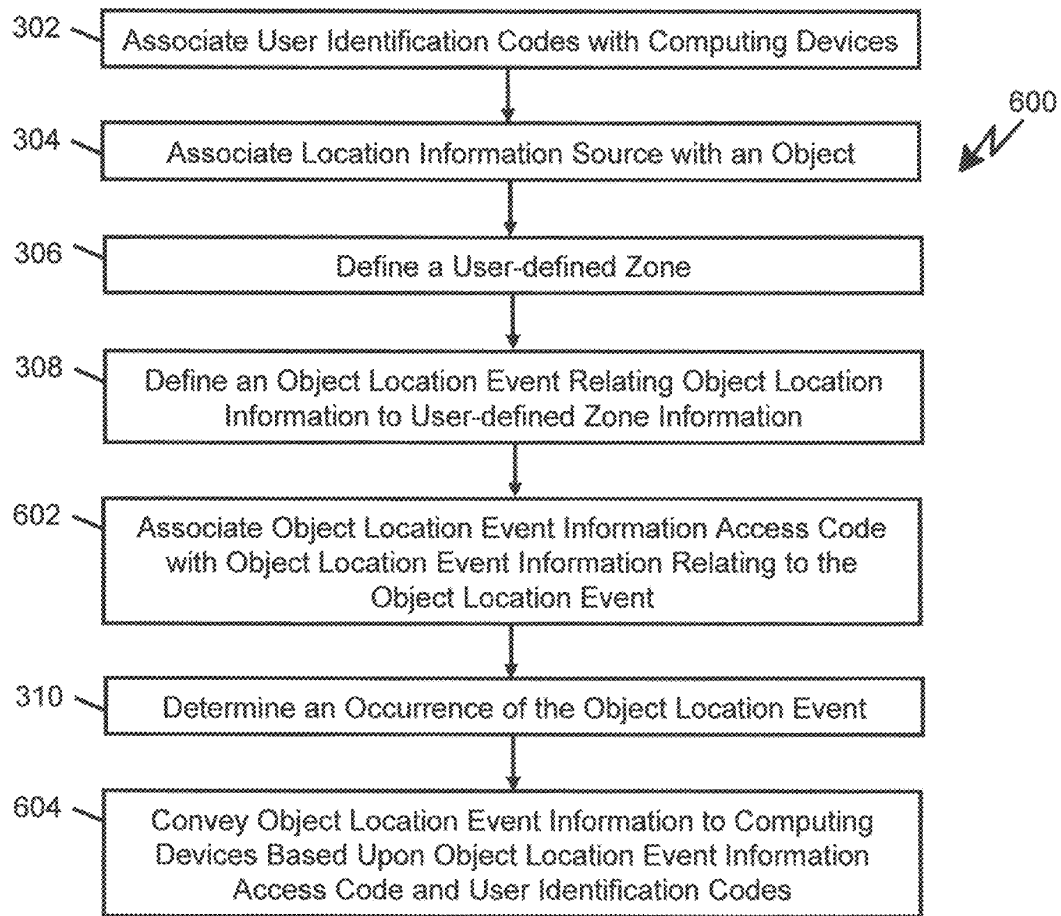 302
Associate User Identification Codes with Computing Devices
600
304
Associate Location Information Source with an Object
306
Define a User-defined Zone
308
Define an Object Location Event Relating Object Location
Information to User-defined Zone Information
602
Associate Object Location Event Information Access Code
with Object Location Event Information Relating to the
Object Location Event
310
Determine an Occurrence of the Object Location Event
604
Convey Object Location Event Information to Computing
Devices Based Upon Object Location Event Information
Access Code and User Identification Codes